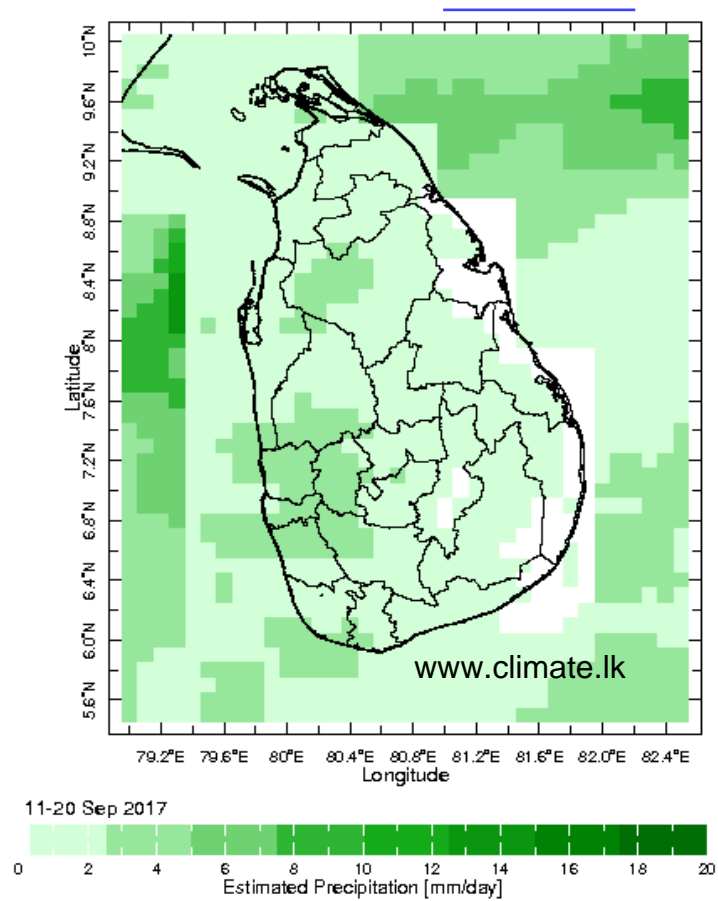 10°N
9.6°N
9.2°N
8.8°N
8.4°N
8°N
7.6°N
7.2°N
6.8°N
6.4°N
6.0°N
5.6°N
Latitude
www.climate.lk
79.2°E 79.6°E 80°E 80.4°E 80.8°E 81.2°E 81.6°E 82.0°E 82.4°E
Longitude
11-20 Sep 2017
0 2 4 6 8 10 12 14 16 18 20
Estimated Precipitation [mm/day]